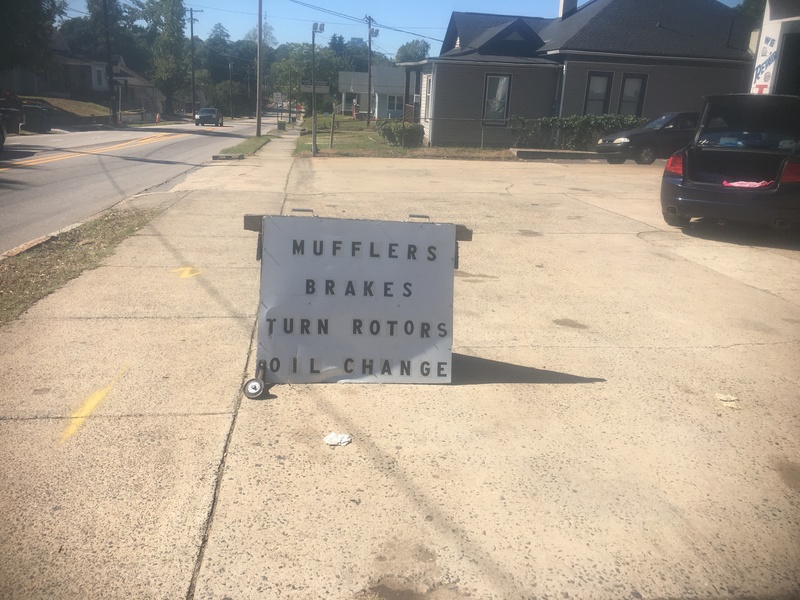 MUFFLERS
BRAKES
TURN ROTORS
OIL CHANGE